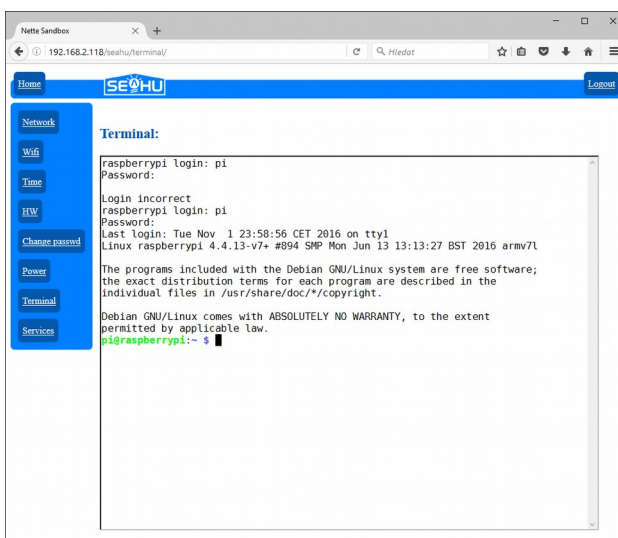 Nette Sandbox
192.168.2.118/seahu/terminal/
Hledat
Home
SEAHU
Logout
Network
Wifi
Time
HW
Change passwd
Power
Terminal
Services
Terminal:
raspberrypi login: pi
Password:
Login incorrect
raspberrypi login: pi
Password:
Last login: Tue Nov  1 23:58:56 CET 2016 on tty1
Linux raspberrypi 4.4.13-v7+ #894 SMP Mon Jun 13 13:13:27 BST 2016 armv7l
The programs included with the Debian GNU/Linux system are free software;
the exact distribution terms for each program are described in the
individual files in /usr/share/doc/*/copyright.
Debian GNU/Linux comes with ABSOLUTELY NO WARRANTY, to the extent
permitted by applicable law.
pi@raspberrypi:~ $